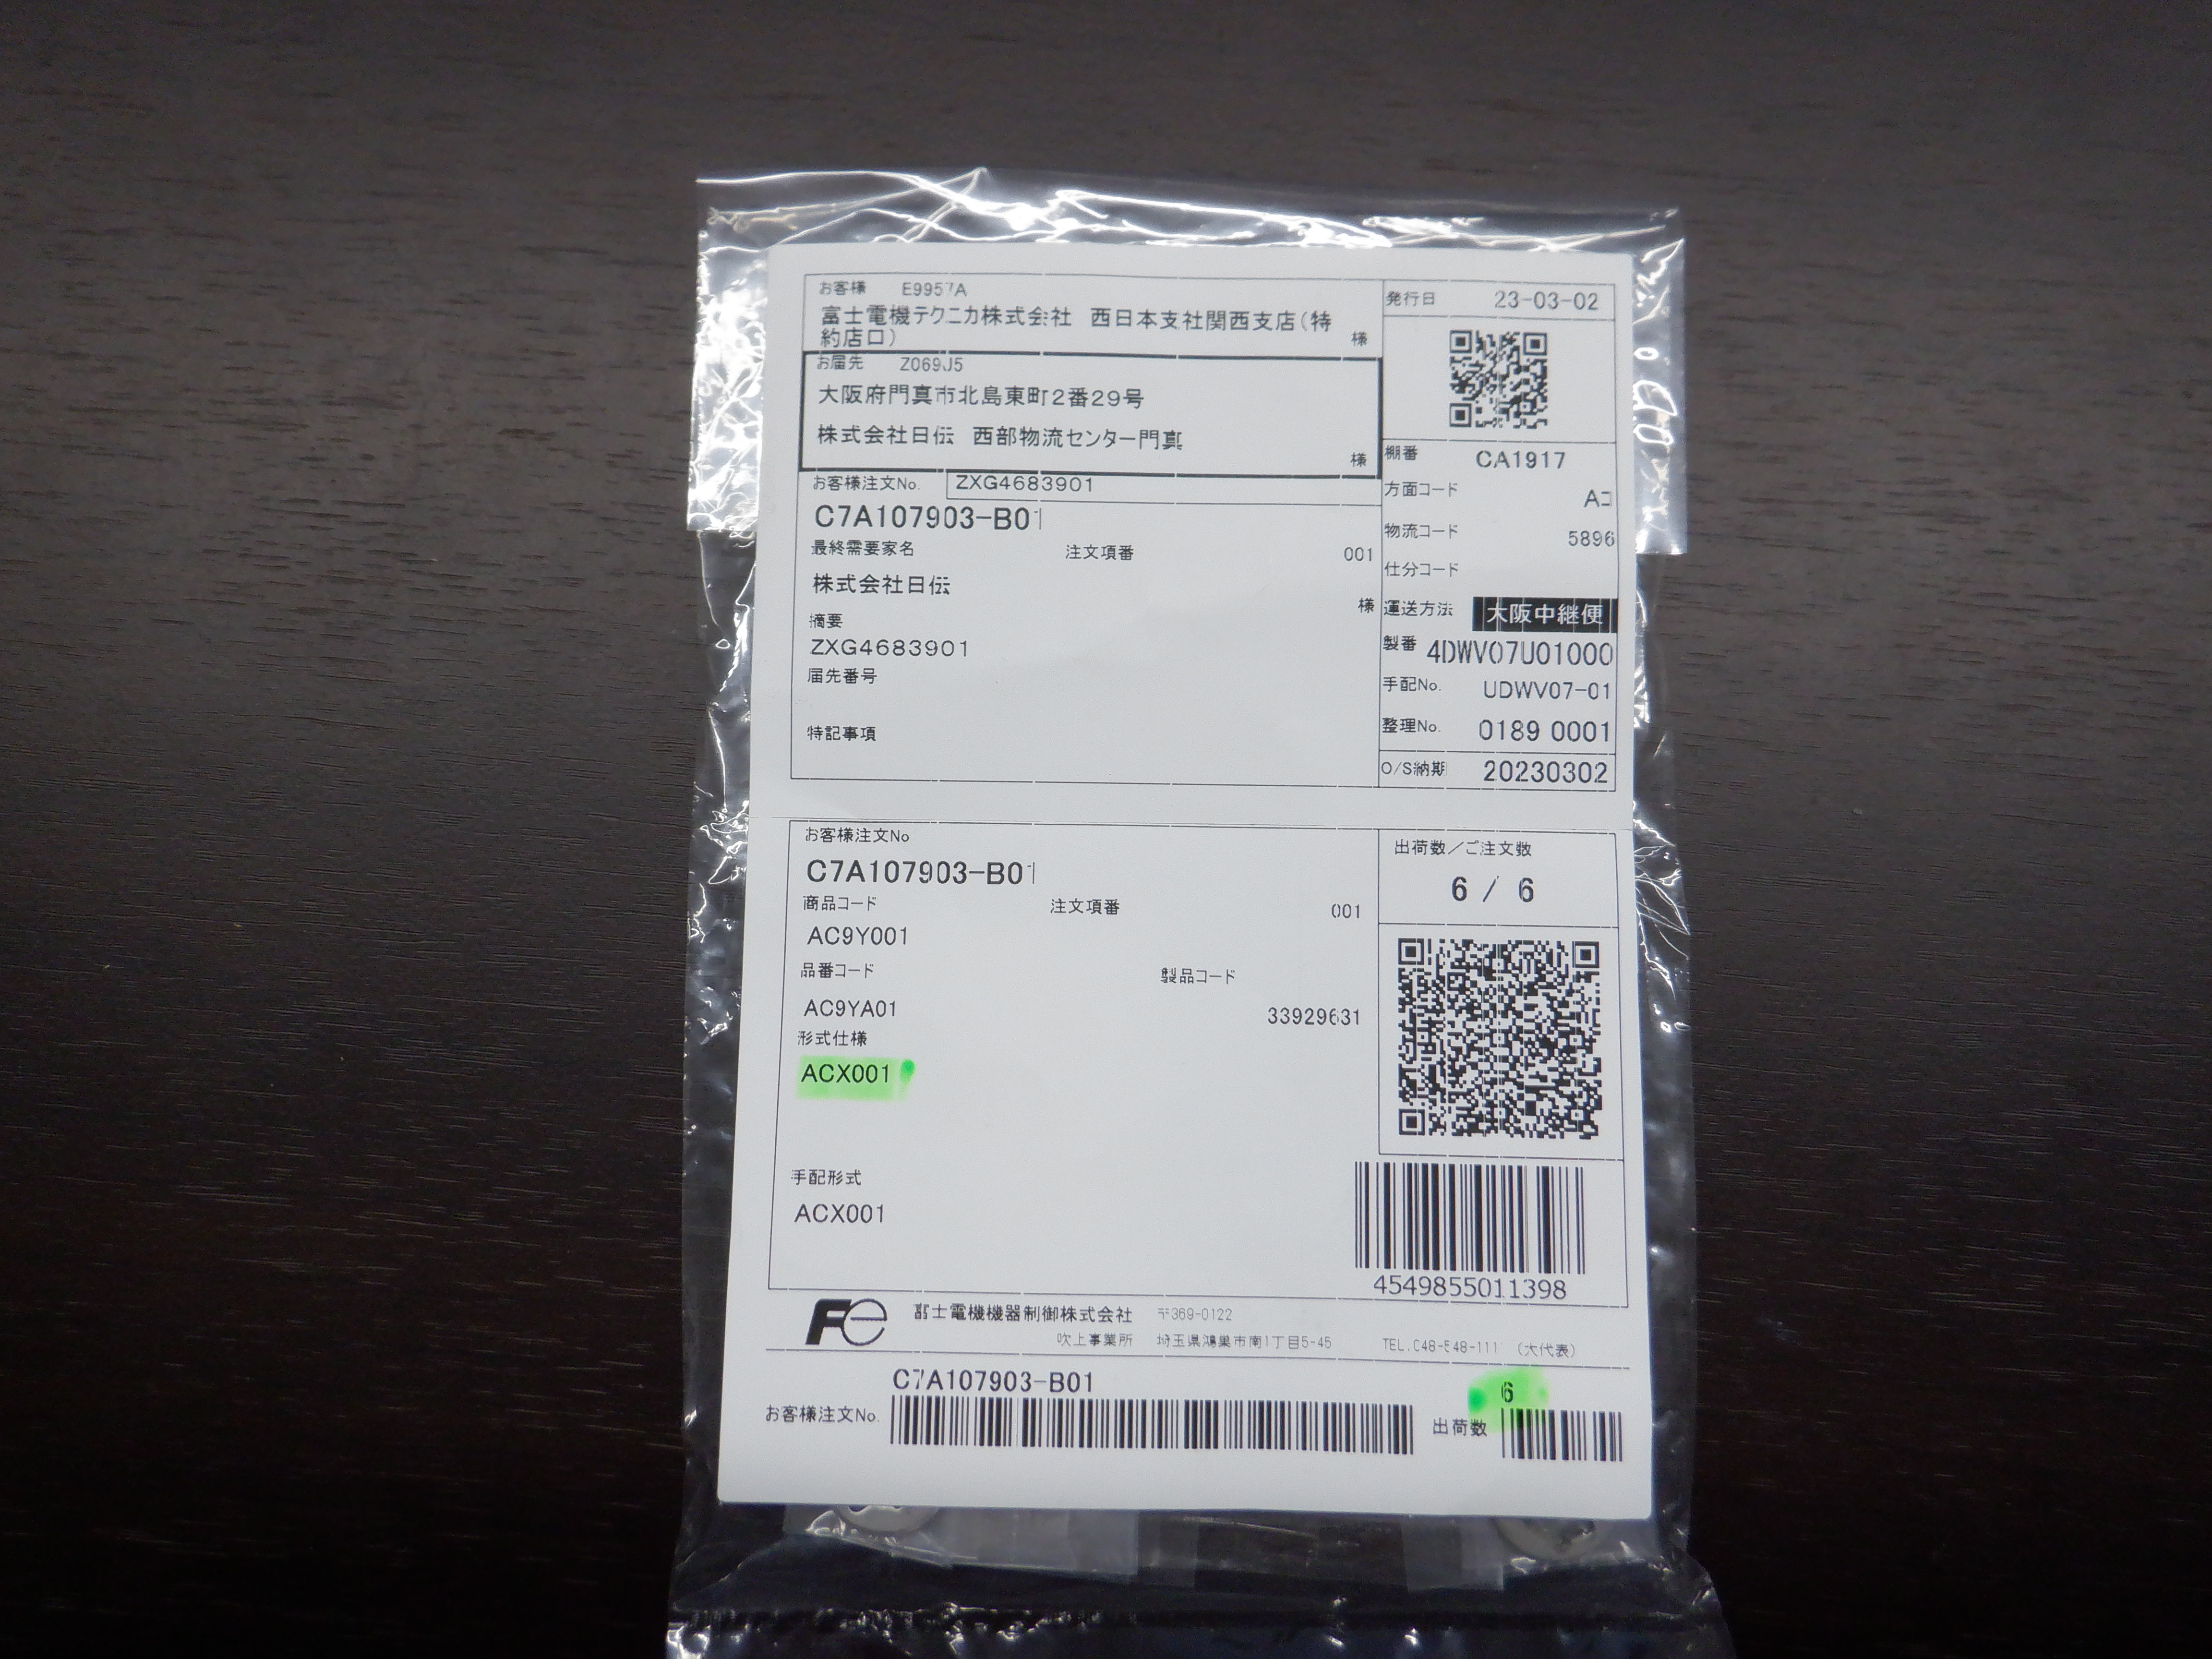 お客様 E9957A
富士電機テクニカ株式会社 西日本支社関西支店(特
約店口) 様
お届先 Z069J5
大阪府門真市北島東町2番29号
株式会社日伝 西部物流センター門真
様
お客様注文No. ZXG4683901
C7A107903-B01
最終需要家名 注文項番 001
株式会社日伝
様
摘要
ZXG4683901
届先番号
特記事項
発行日 23-03-02
棚番 CA1917
方面コード Aコ
物流コード 5896
仕分コード
運送方法 大阪中継便
製番 4DWV07U01000
手配No. UDWV07-01
整理No. 0189 0001
O/S納期 20230302
お客様注文No
C7A107903-B01
商品コード 注文項番 001
AC9Y001
品番コード 製品コード
AC9YA01 33929631
形式仕様
ACX001
手配形式
ACX001
出荷数/ご注文数
6 / 6
4549855011398
Fe 富士電機機器制御株式会社 〒369-0122
吹上事業所 埼玉県鴻巣市南1丁目5-45 TEL.048-548-111 (大代表)
C7A107903-B01
お客様注文No.
6
出荷数